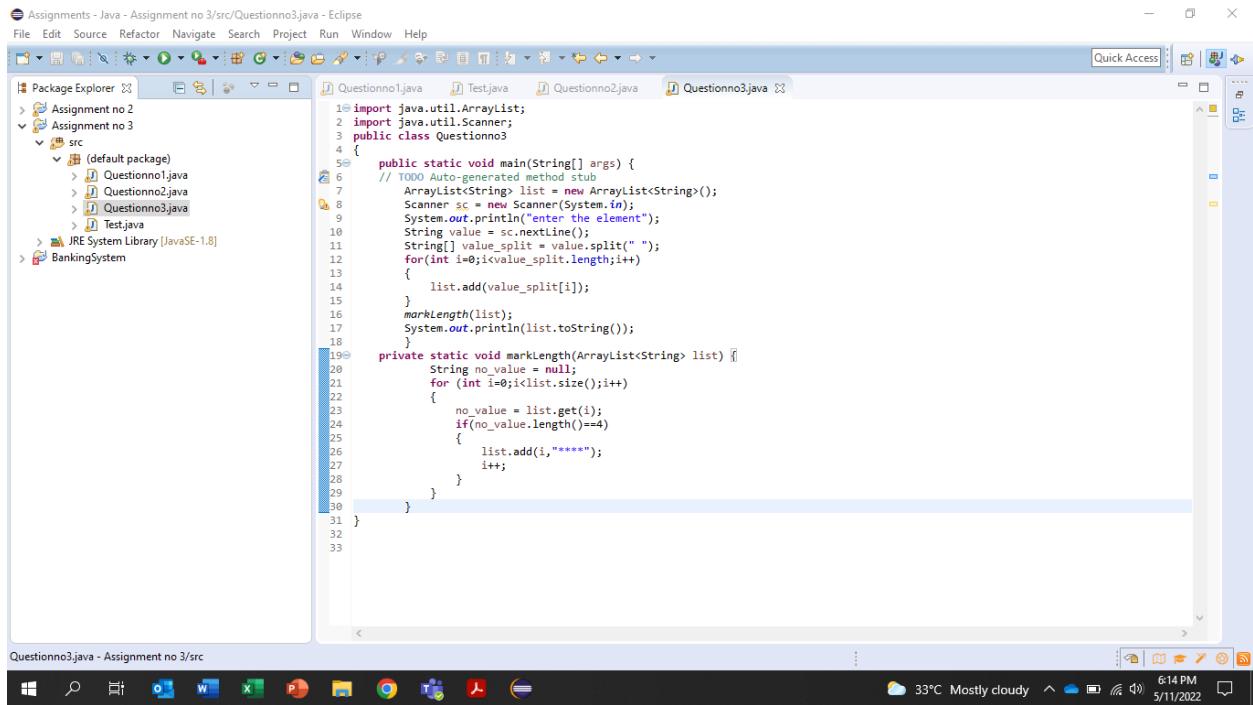 Assignments - Java - Assignment no 3/src/Questionno3.java - Eclipse
File Edit Source Refactor Navigate Search Project Run Window Help
Quick Access
Package Explorer
Assignment no 2
Assignment no 3
src
(default package)
Questionno1.java
Questionno2.java
Questionno3.java
Test.java
JRE System Library [JavaSE-1.8]
BankingSystem
Questionno1.java Test.java Questionno2.java Questionno3.java
1 import java.util.ArrayList;
2 import java.util.Scanner;
3 public class Questionno3
4 {
5 public static void main(String[] args) {
6 // TODO Auto-generated method stub
7 ArrayList<String> list = new ArrayList<String>();
8 Scanner sc = new Scanner(System.in);
9 System.out.println("enter the element");
10 String value = sc.nextLine();
11 String[] value_split = value.split(" ");
12 for(int i=0;i<value_split.length;i++)
13 {
14 list.add(value_split[i]);
15 }
16 markLength(list);
17 System.out.println(list.toString());
18 }
19 private static void markLength(ArrayList<String> list) {
20 String no_value = null;
21 for (int i=0;i<list.size();i++)
22 {
23 no_value = list.get(i);
24 if(no_value.length()==4)
25 {
26 list.add(i,"****");
27 i++;
28 }
29 }
30 }
31 }
32
33
Questionno3.java - Assignment no 3/src
33°C Mostly cloudy
6:14 PM
5/11/2022